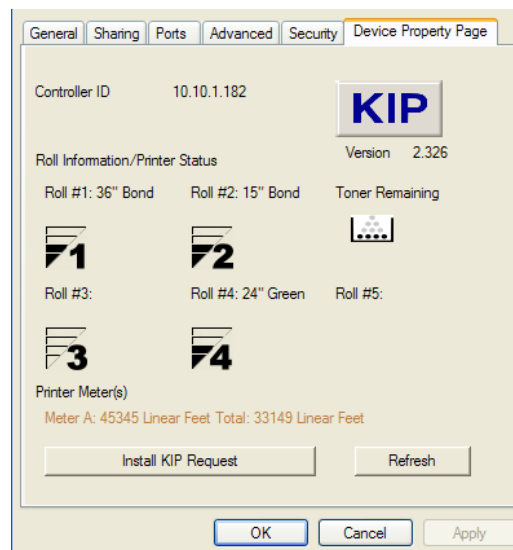 General Sharing Ports Advanced Security Device Property Page
Controller ID 10.10.1.182
KIP
Version 2.326
Roll Information/Printer Status
Roll #1: 36" Bond Roll #2: 15" Bond Toner Remaining
1 2
Roll #3: Roll #4: 24" Green Roll #5:
3 4
Printer Meter(s)
Meter A: 45345 Linear Feet Total: 33149 Linear Feet
Install KIP Request Refresh
OK Cancel Apply